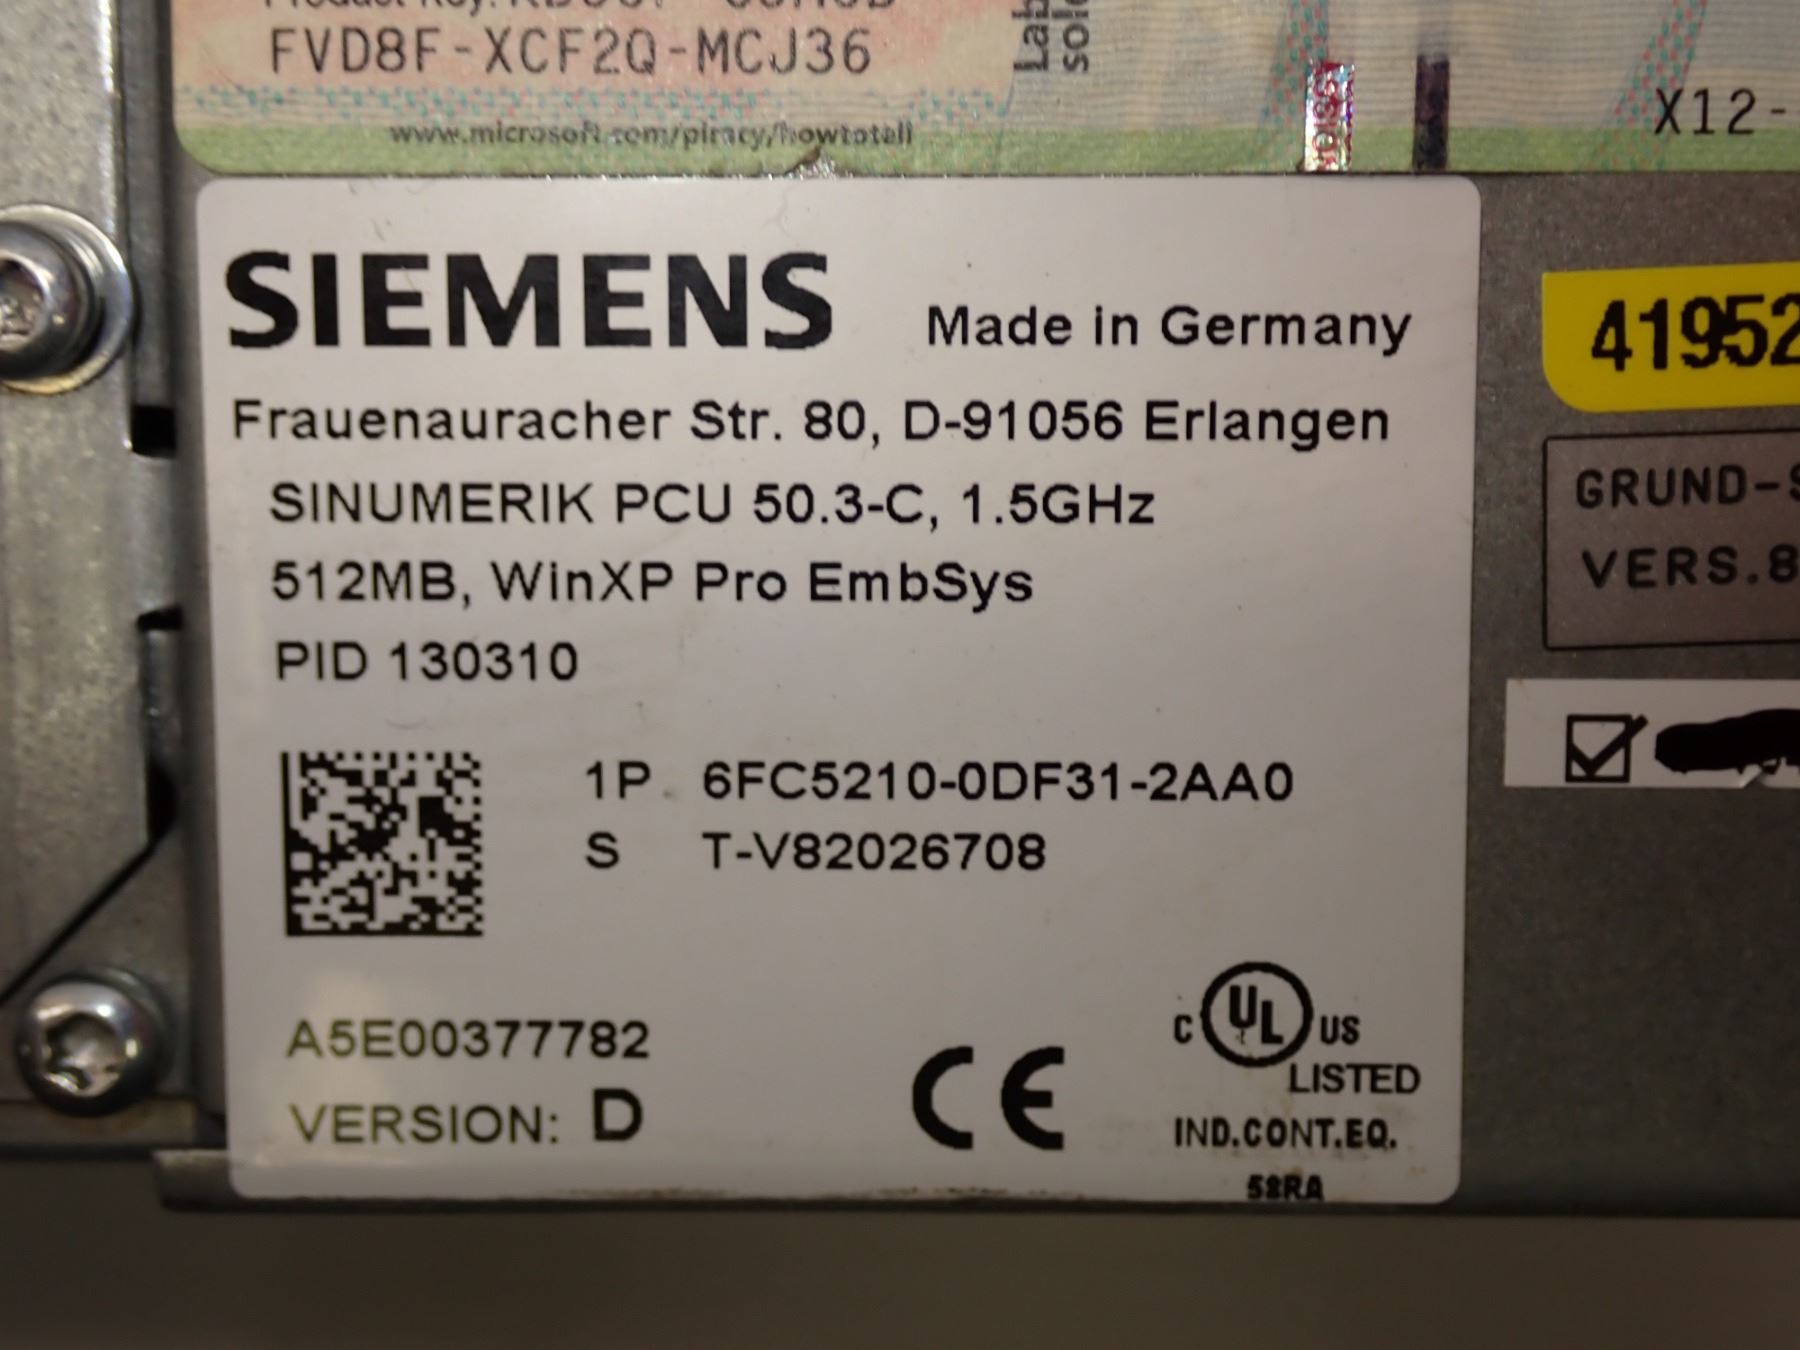 Product Key:
FVD8F-XCF2Q-MCJ36
www.microsoft.com/piracy/howtotell
X12-
SIEMENS Made in Germany
Frauenauracher Str. 80, D-91056 Erlangen
SINUMERIK PCU 50.3-C, 1.5GHz
512MB, WinXP Pro EmbSys
PID 130310
1P 6FC5210-0DF31-2AA0
S T-V82026708
A5E00377782
VERSION: D
CE
C UL US
LISTED
IND.CONT.EQ.
58RA
41952
GRUND-S
VERS.8